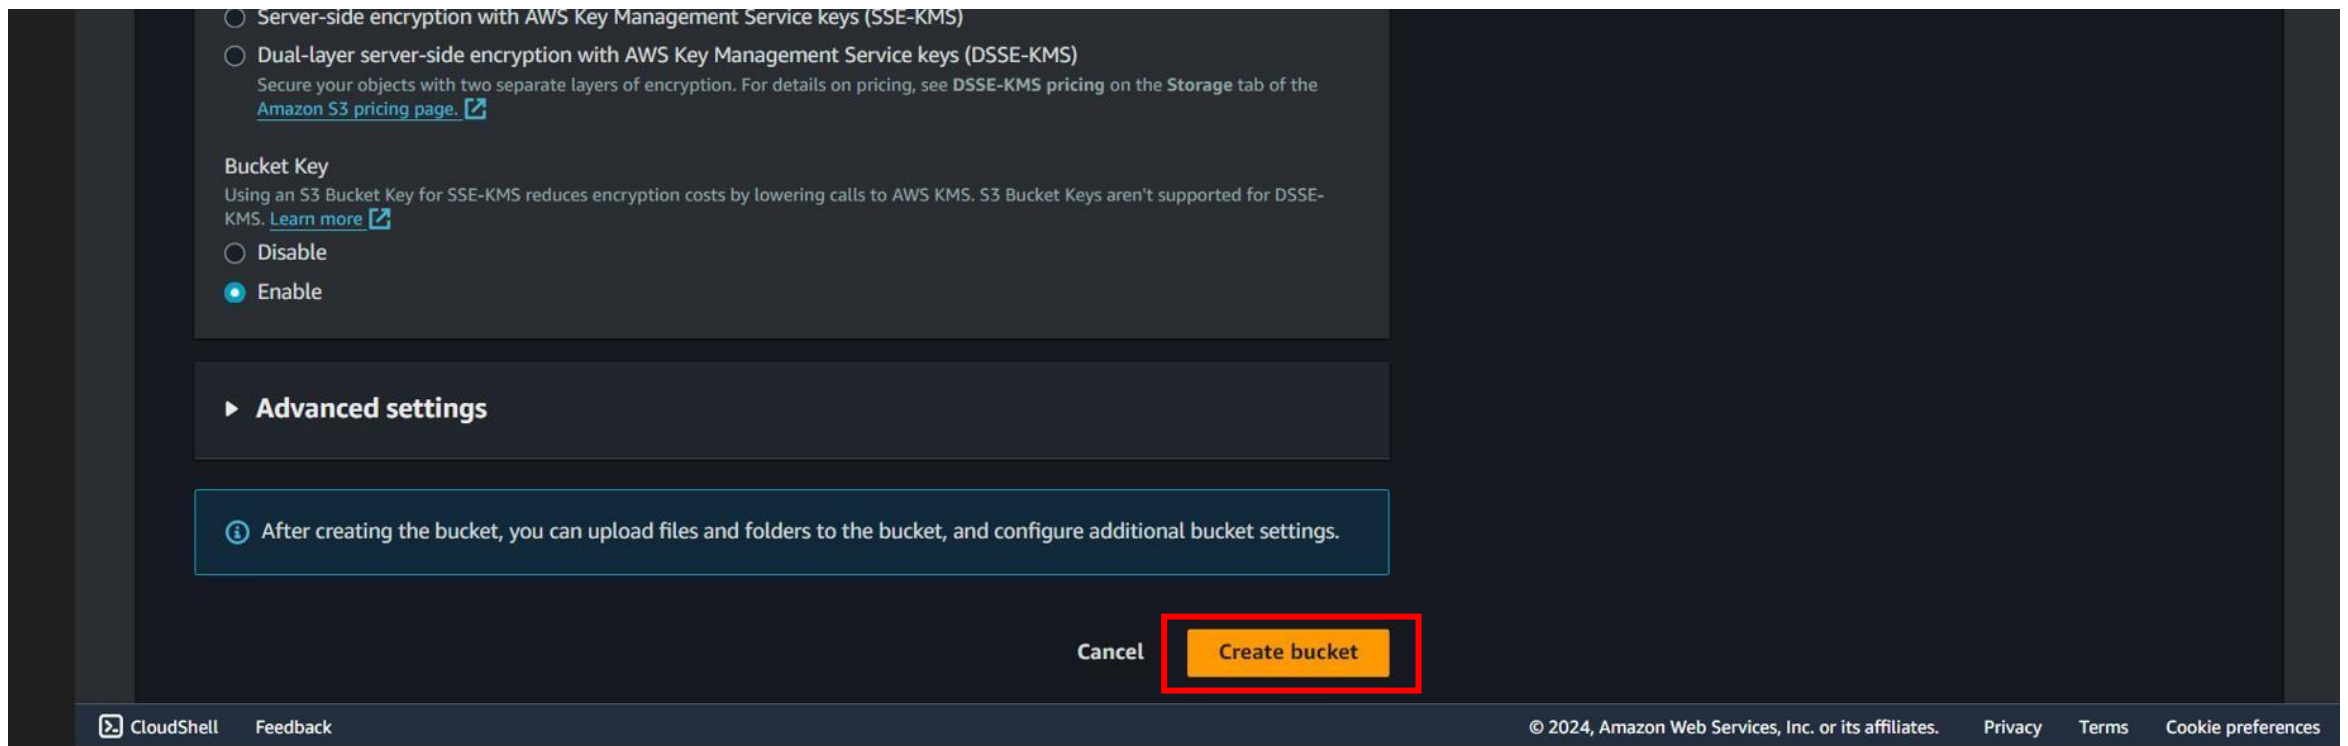 Server-side encryption with AWS Key Management Service keys (SSE-KMS)
Dual-layer server-side encryption with AWS Key Management Service keys (DSSE-KMS)
Secure your objects with two separate layers of encryption. For details on pricing, see DSSE-KMS pricing on the Storage tab of the
Amazon S3 pricing page.
Bucket Key
Using an S3 Bucket Key for SSE-KMS reduces encryption costs by lowering calls to AWS KMS. S3 Bucket Keys aren't supported for DSSE-
KMS. Learn more
Disable
Enable
Advanced settings
After creating the bucket, you can upload files and folders to the bucket, and configure additional bucket settings.
Cancel Create bucket
CloudShell Feedback © 2024, Amazon Web Services, Inc. or its affiliates. Privacy Terms Cookie preferences